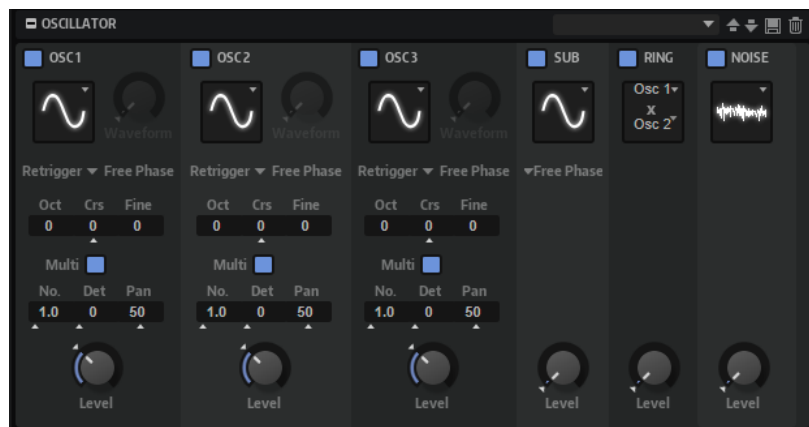 OSCILLATOR
OSC1 OSC2 OSC3 SUB RING NOISE
Osc 1
x
Osc 2
Waveform Waveform Waveform
Retrigger Free Phase Retrigger Free Phase Retrigger Free Phase Free Phase
Oct Crs Fine Oct Crs Fine Oct Crs Fine
0 0 0 0 0 0 0 0 0
Multi Multi Multi
No. Det Pan No. Det Pan No. Det Pan
1.0 0 50 1.0 0 50 1.0 0 50
Level Level Level Level Level Level